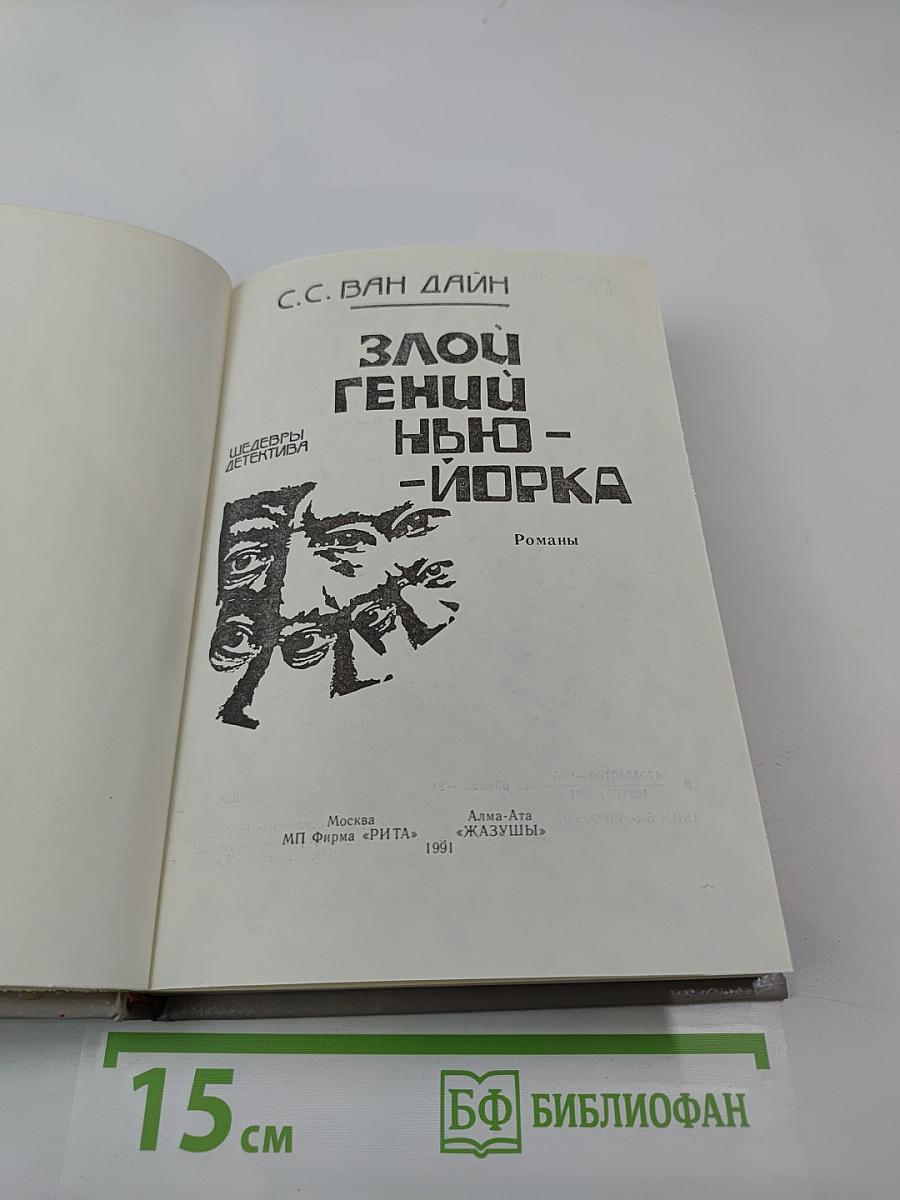 С.С. ВАН ДАЙН
ЗЛОЙ
ГЕНИЙ
НЬЮ-
-ЙОРКА
ШЕДЕВРЫ
ДЕТЕКТИВА
Романы
Москва
МП Фирма «РИТА»
Алма-Ата
«ЖАЗУШЫ»
1991
15 см
БФ БИБЛИОФАН